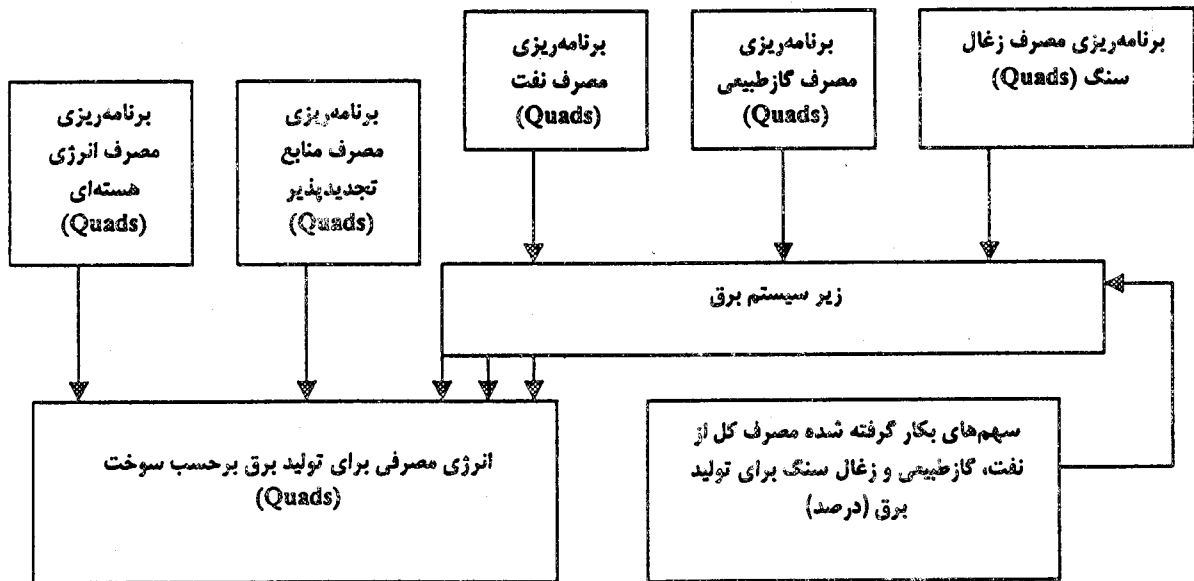 برنامه‌ریزی مصرف زغال
سنگ (Quads)
برنامه‌ریزی
مصرف گازطبیعی
(Quads)
برنامه‌ریزی
مصرف نفت
(Quads)
برنامه‌ریزی
مصرف منابع
تجدیدپذیر
(Quads)
برنامه‌ریزی
مصرف انرژی
هسته‌ای
(Quads)
زیر سیستم برق
سهم‌های بکار گرفته شده مصرف کل از
نفت، گازطبیعی و زغال سنگ برای تولید
برق (درصد)
انرژی مصرفی برای تولید برق برحسب سوخت
(Quads)